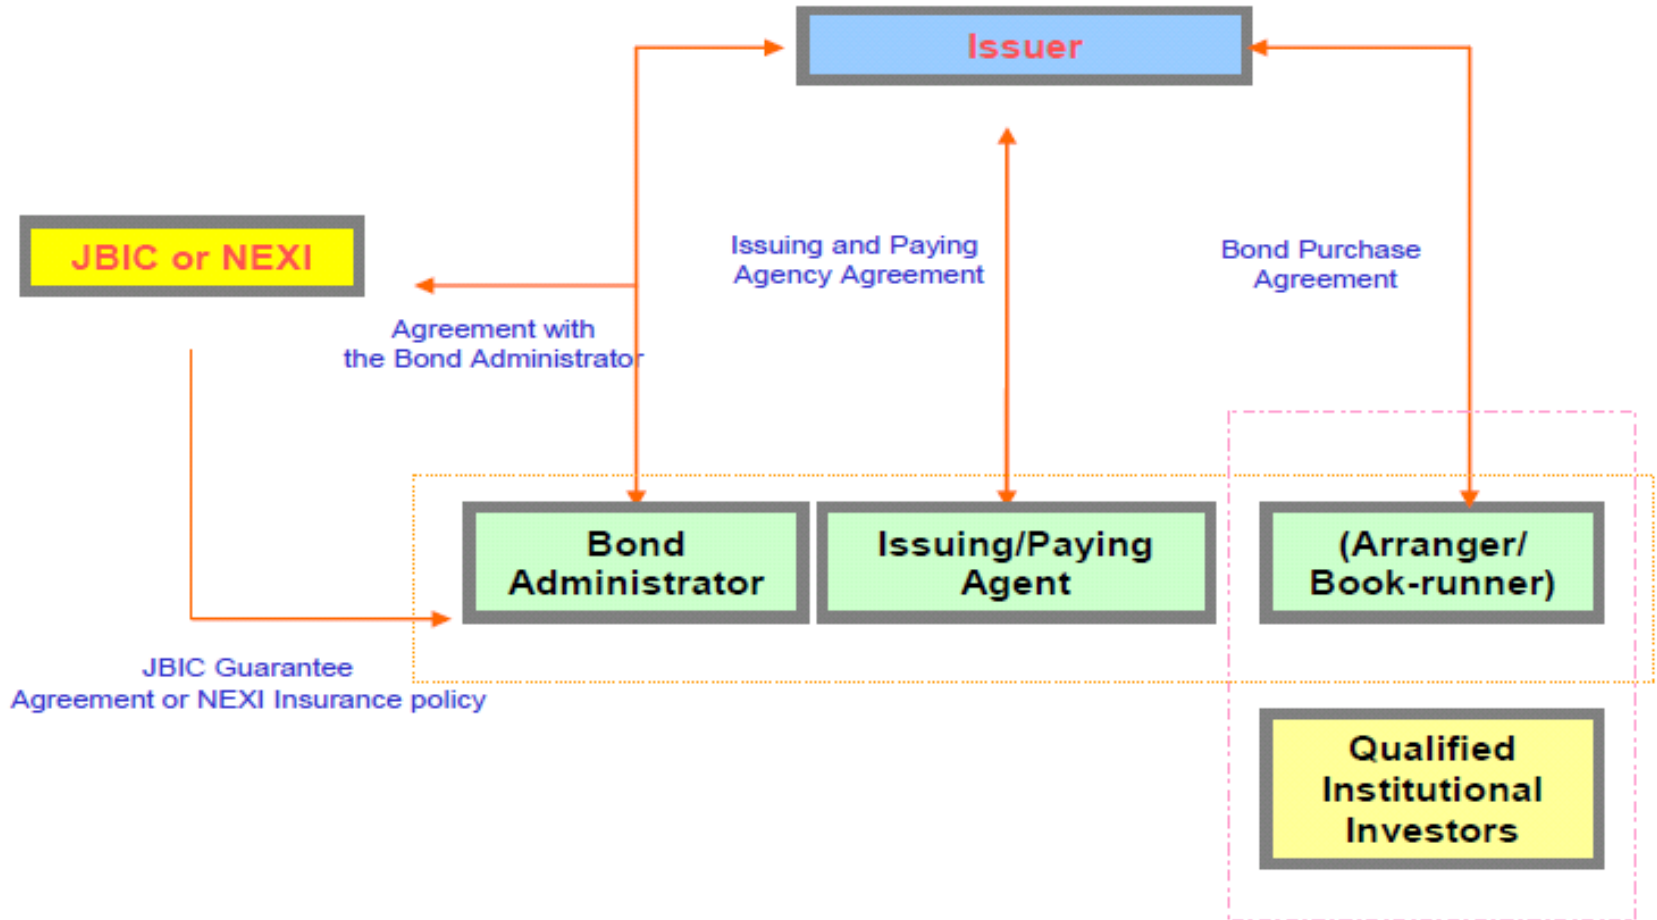 Issuer
JBIC or NEXI
Issuing and Paying
Agency Agreement
Bond Purchase
Agreement
Agreement with
the Bond Administrator
Bond
Administrator
Issuing/Paying
Agent
(Arranger/
Book-runner)
JBIC Guarantee
Agreement or NEXI Insurance policy
Qualified
Institutional
Investors